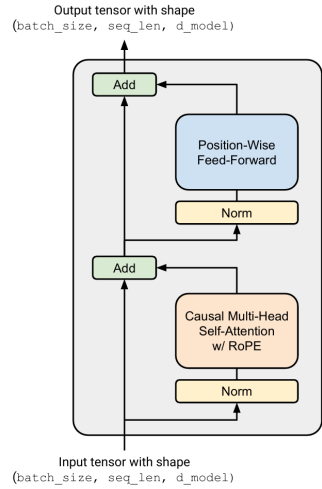 Output tensor with shape
(batch_size, seq_len, d_model)
Add
Position-Wise
Feed-Forward
Norm
Add
Causal Multi-Head
Self-Attention
w/ RoPE
Norm
Input tensor with shape
(batch_size, seq_len, d_model)